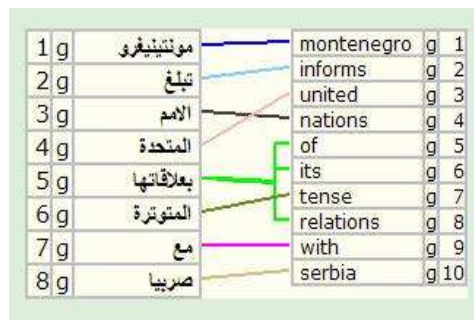 1 g مونتينيغرو
2 g تبلغ
3 g الامم
4 g المتحدة
5 g بعلاقاتها
6 g المتوترة
7 g مع
8 g صربيا
montenegro g 1
informs g 2
united g 3
nations g 4
of g 5
its g 6
tense g 7
relations g 8
with g 9
serbia g 10